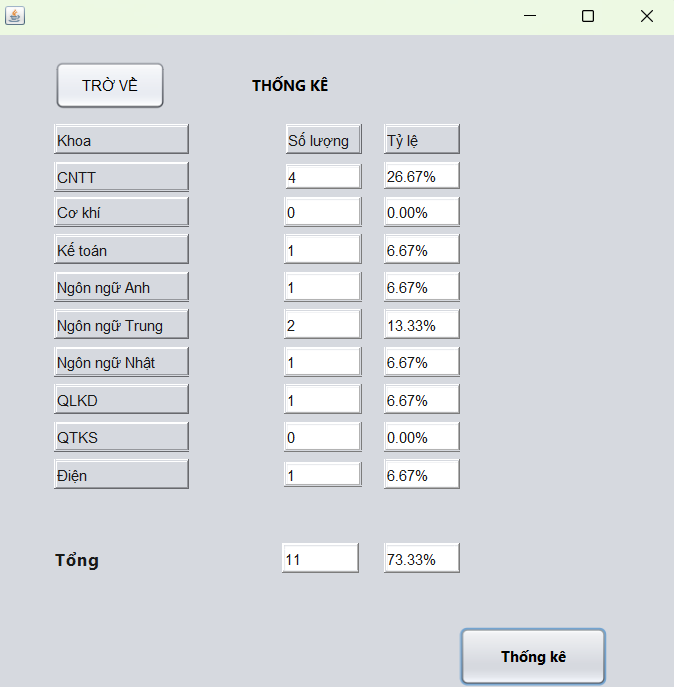 TRỜ VỀ THỐNG KÊ
Khoa Số lượng Tỷ lệ
CNTT 4 26.67%
Cơ khí 0 0.00%
Kế toán 1 6.67%
Ngôn ngữ Anh 1 6.67%
Ngôn ngữ Trung 2 13.33%
Ngôn ngữ Nhật 1 6.67%
QLKD 1 6.67%
QTKS 0 0.00%
Điện 1 6.67%
Tổng 11 73.33%
Thống kê